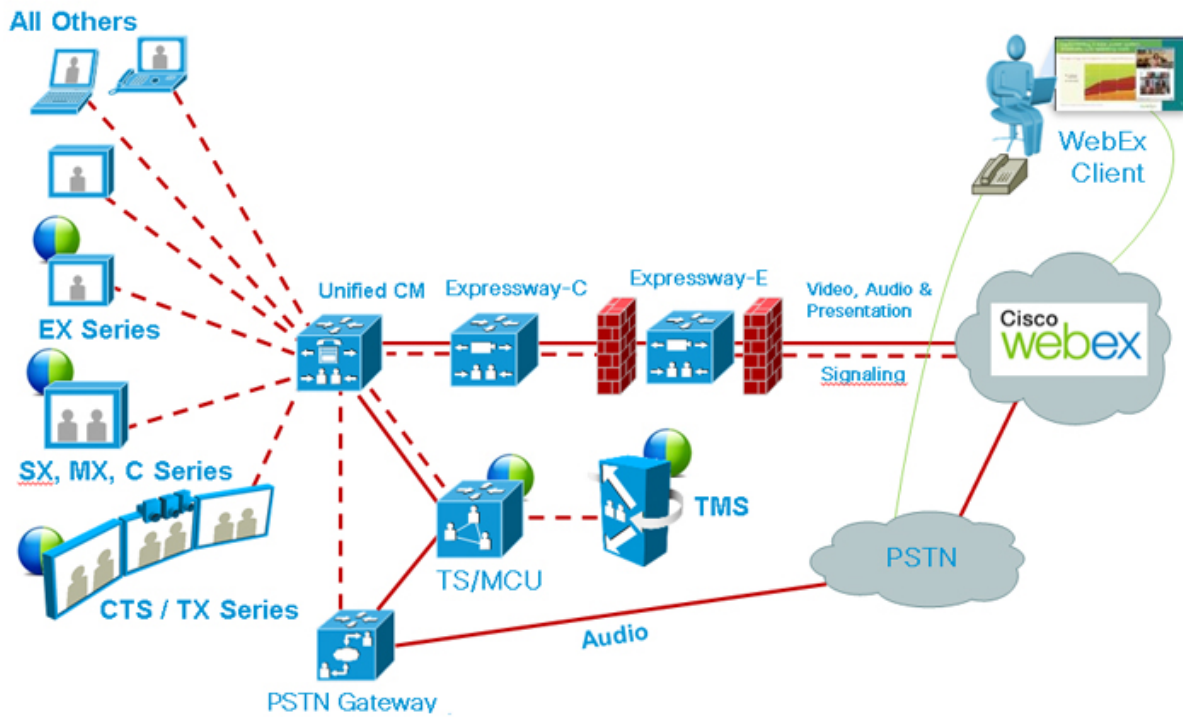 All Others
WebEx
Client
EX Series
Unified CM
Expressway-C
Expressway-E
Video, Audio &
Presentation
Signaling
Cisco
webex
SX, MX, C Series
TMS
TS/MCU
PSTN
CTS / TX Series
Audio
PSTN Gateway